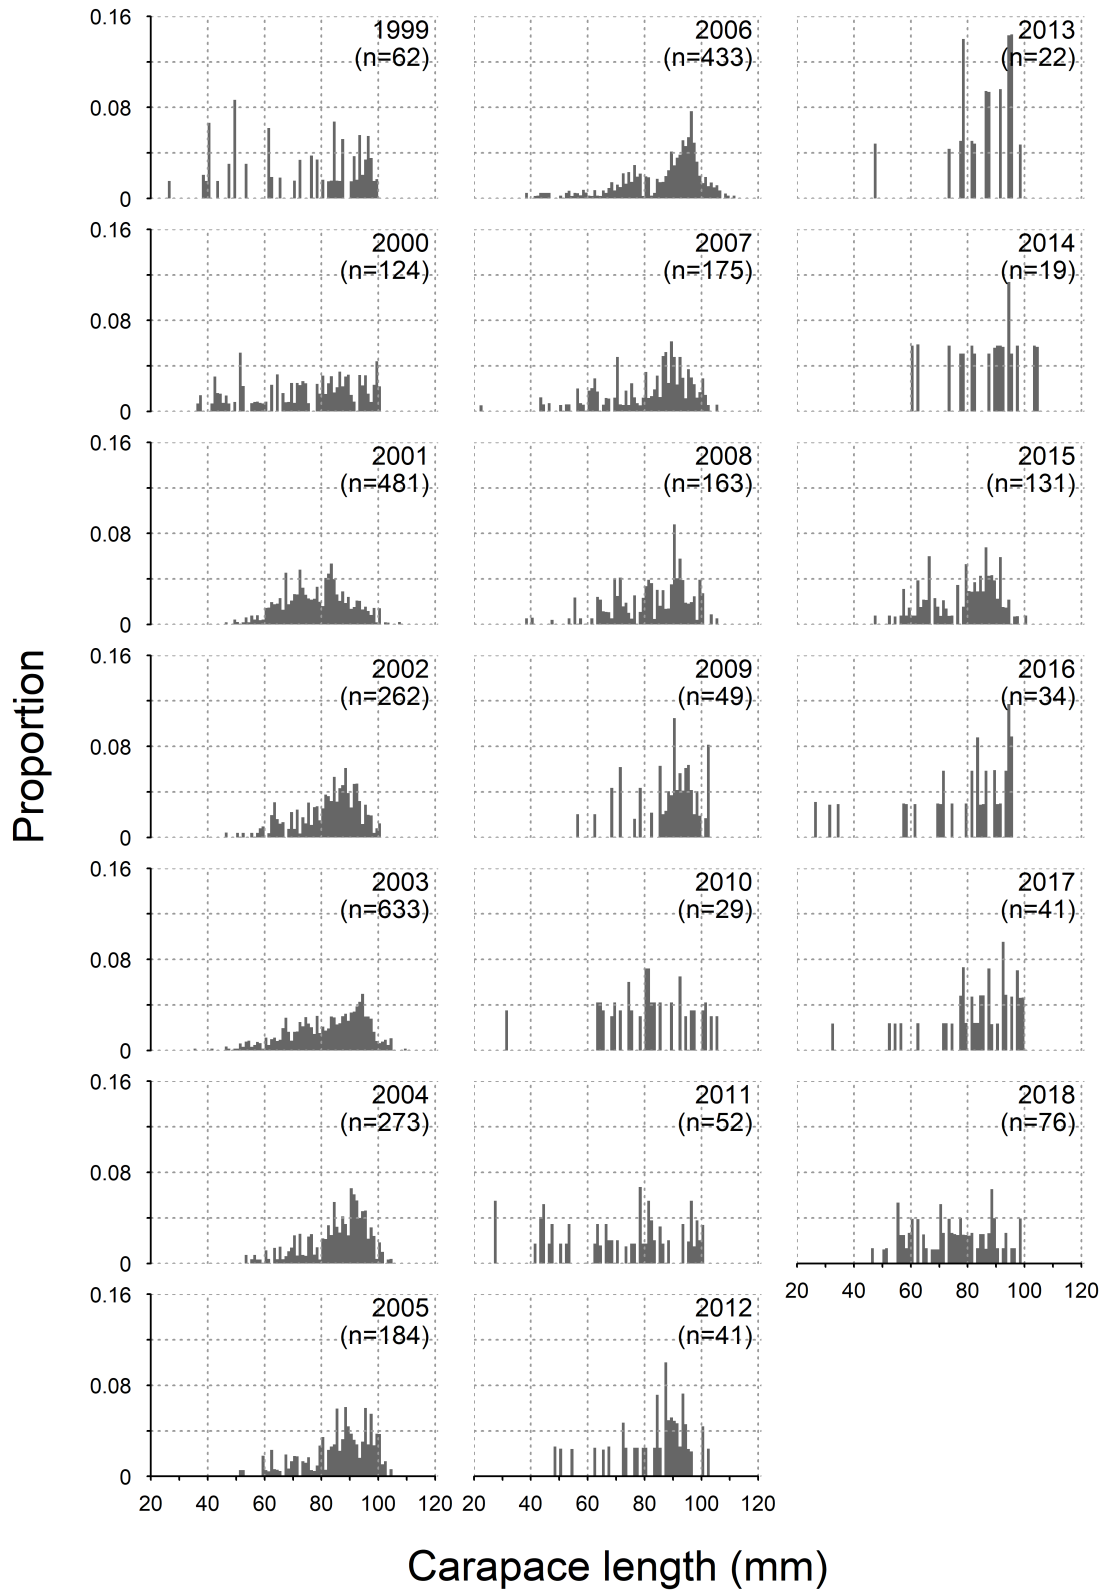 0.16
0.08
0
1999
(n=62)
2006
(n=433)
2013
(n=22)
0.16
0.08
0
2000
(n=124)
2007
(n=175)
2014
(n=19)
0.16
0.08
0
2001
(n=481)
2008
(n=163)
2015
(n=131)
0.16
0.08
0
2002
(n=262)
2009
(n=49)
2016
(n=34)
Proportion
0.16
0.08
0
2003
(n=633)
2010
(n=29)
2017
(n=41)
0.16
0.08
0
2004
(n=273)
2011
(n=52)
2018
(n=76)
20 40 60 80 100 120
0.16
0.08
0
2005
(n=184)
2012
(n=41)
20 40 60 80 100 120
20 40 60 80 100 120
Carapace length (mm)